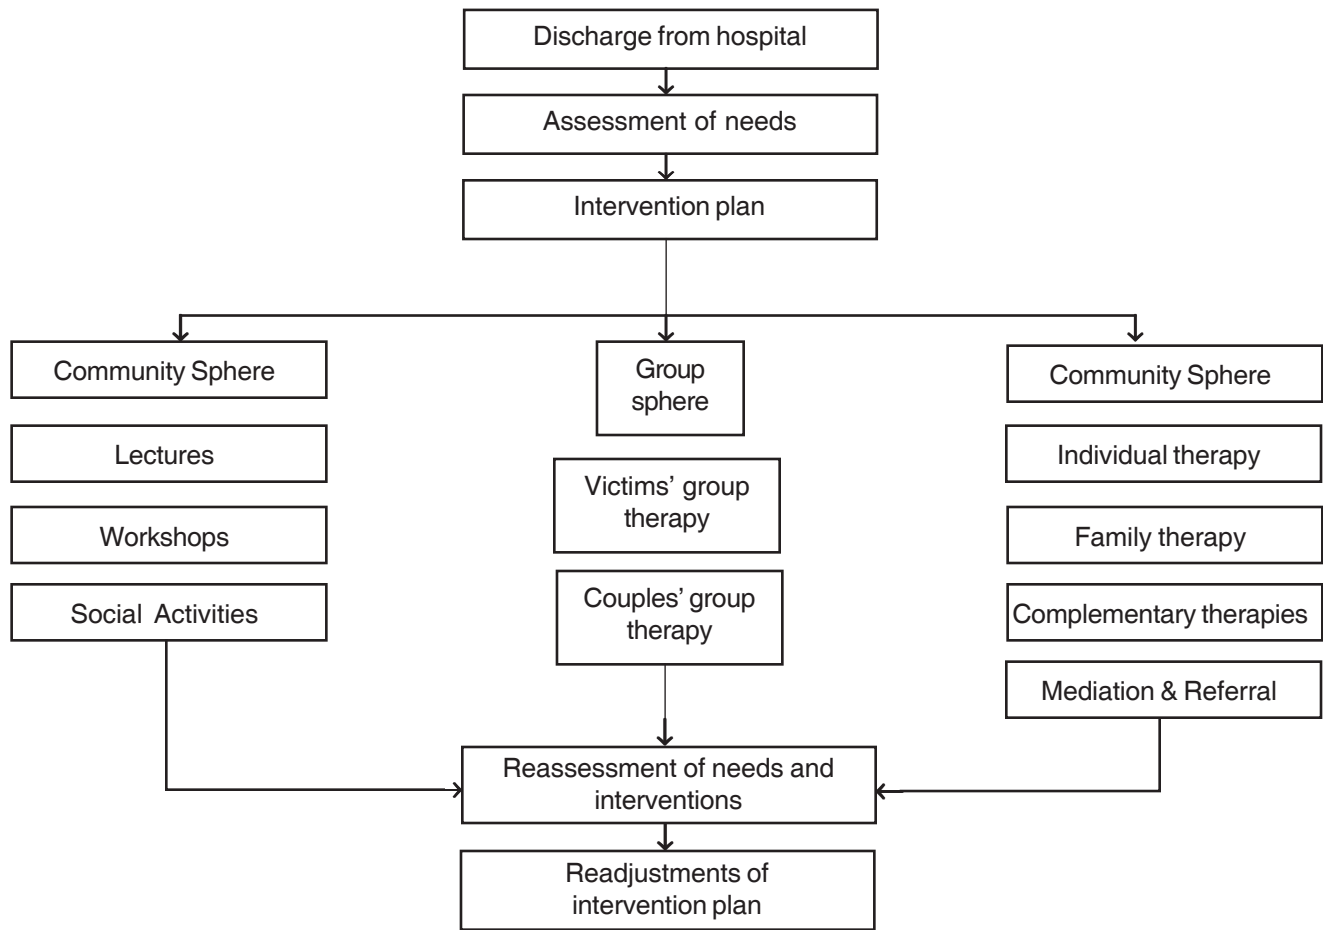 Discharge from hospital
Assessment of needs
Intervention plan
Community Sphere
Lectures
Workshops
Social Activities
Group
sphere
Victims’ group
therapy
Couples’ group
therapy
Community Sphere
Individual therapy
Family therapy
Complementary therapies
Mediation & Referral
Reassessment of needs and
interventions
Readjustments of
intervention plan